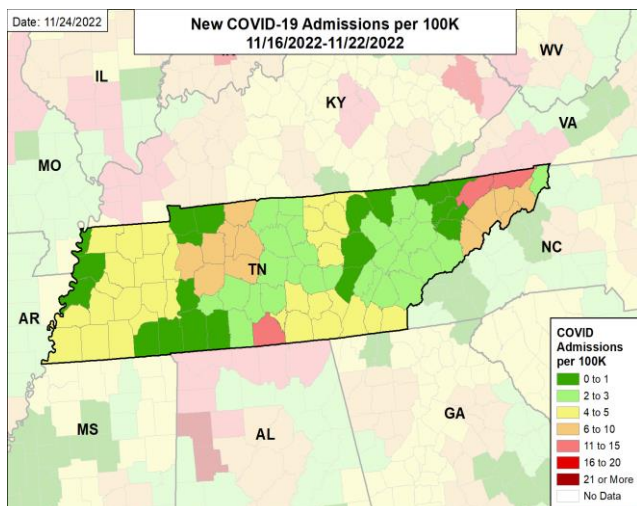 Date: 11/24/2022
New COVID-19 Admissions per 100K
11/16/2022-11/22/2022
WV
IL
KY
VA
MO
TN
NC
AR
MS
AL
GA
COVID
Admissions
per 100K
0 to 1
2 to 3
4 to 5
6 to 10
11 to 15
16 to 20
21 or More
No Data